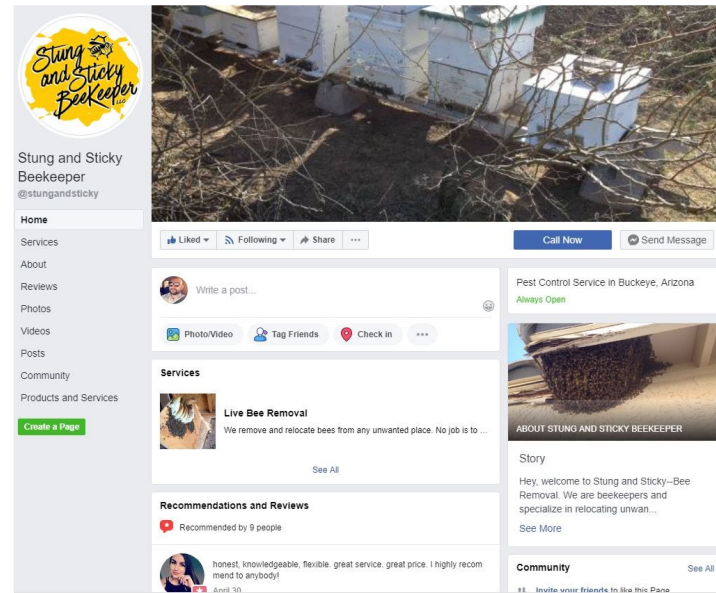 Stung
and Sticky
BeeKeeper
LLC
Stung and Sticky
Beekeeper
@stungandsticky
Home
Services
About
Reviews
Photos
Videos
Posts
Community
Products and Services
Create a Page
Liked
Following
Share
Call Now
Send Message
Write a post...
Photo/Video
Tag Friends
Check in
Services
Live Bee Removal
We remove and relocate bees from any unwanted place. No job is to ...
See All
Recommendations and Reviews
Recommended by 9 people
honest, knowledgeable, flexible. great service. great price. I highly recom
mend to anybody!
April 30
Pest Control Service in Buckeye, Arizona
Always Open
ABOUT STUNG AND STICKY BEEKEEPER
Story
Hey, welcome to Stung and Sticky--Bee
Removal. We are beekeepers and
specialize in relocating unwan...
See More
Community
See All
Invite your friends to like this Page